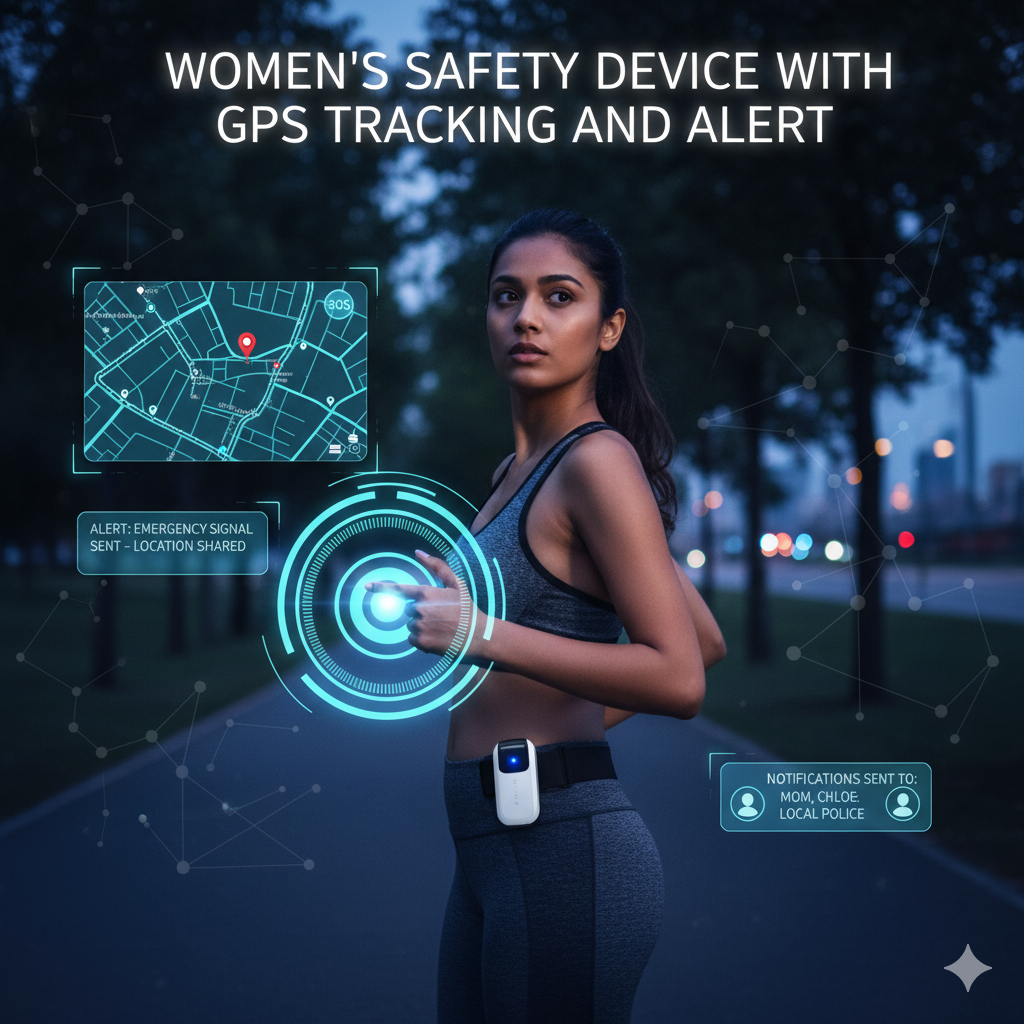 WOMEN'S SAFETY DEVICE WITH
GPS TRACKING AND ALERT
ALERT: EMERGENCY SIGNAL
SENT – LOCATION SHARED
NOTIFICATIONS SENT TO:
MOM, CHLOE:
LOCAL POLICE